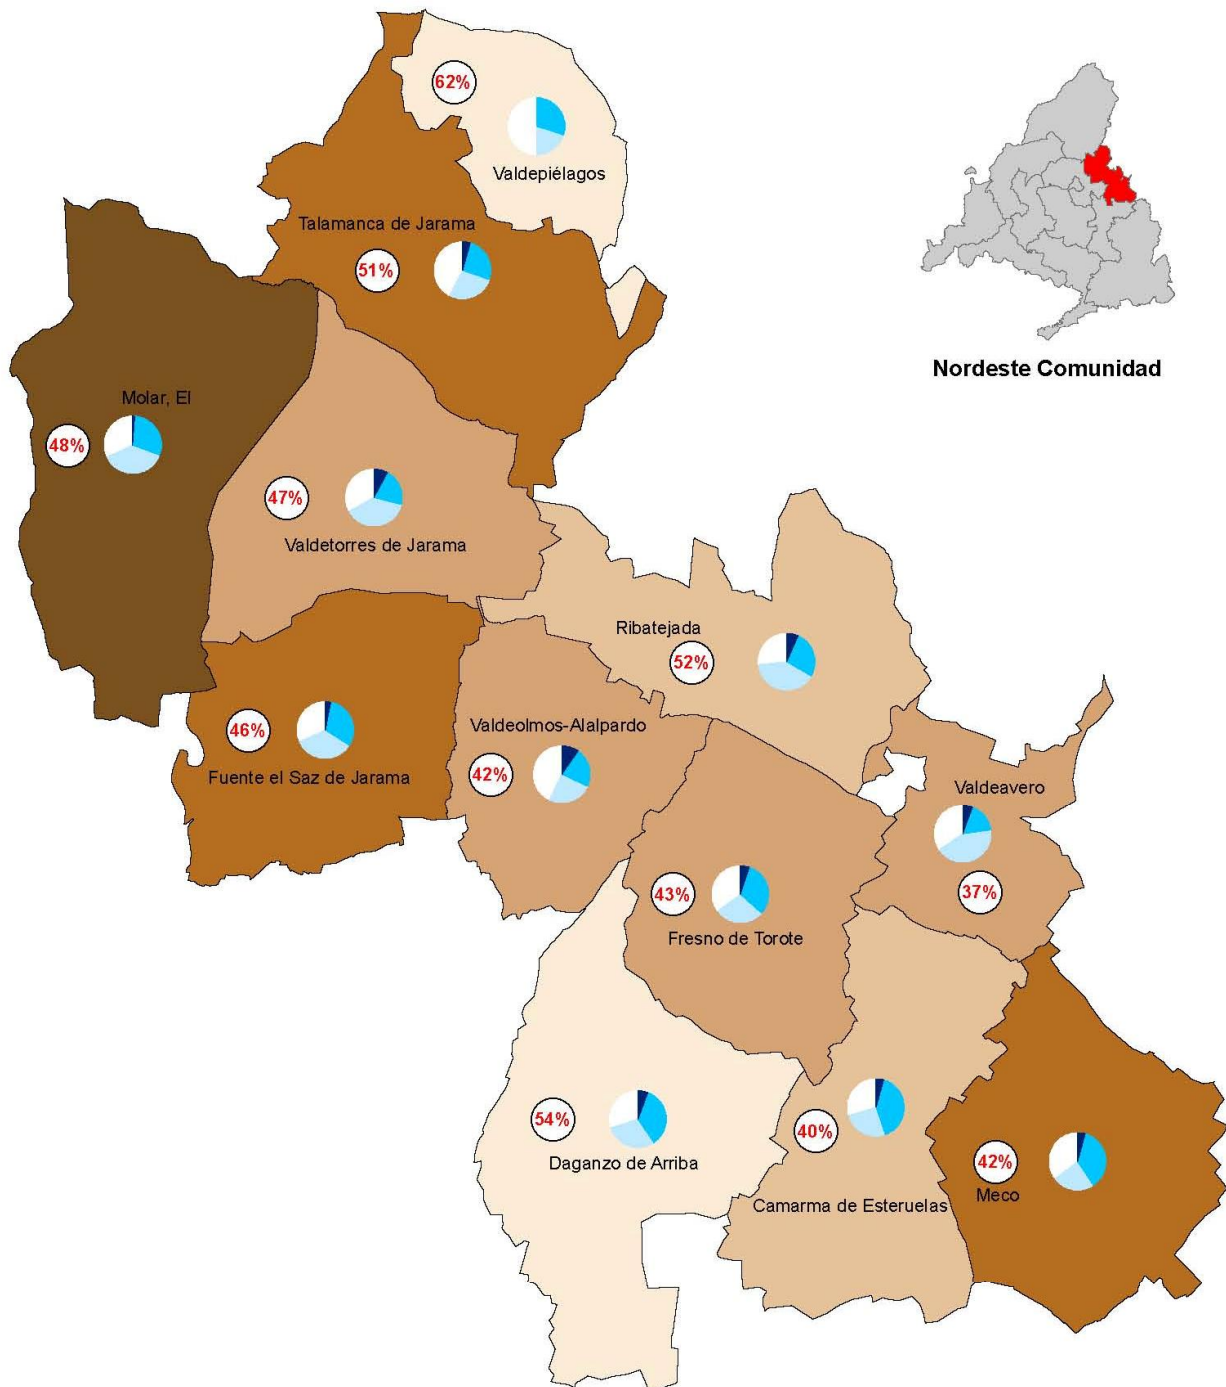 62%
Valdepiélagos
Talamanca de Jarama
51%
Nordeste Comunidad
Molar, El
48%
47%
Valdetorres de Jarama
Ribatejada
52%
46%
Fuente el Saz de Jarama
Valdeolmos-Alalpardo
42%
Valdeavero
37%
43%
Fresno de Torote
54%
Daganzo de Arriba
40%
Camarma de Esteruelas
42%
Meco